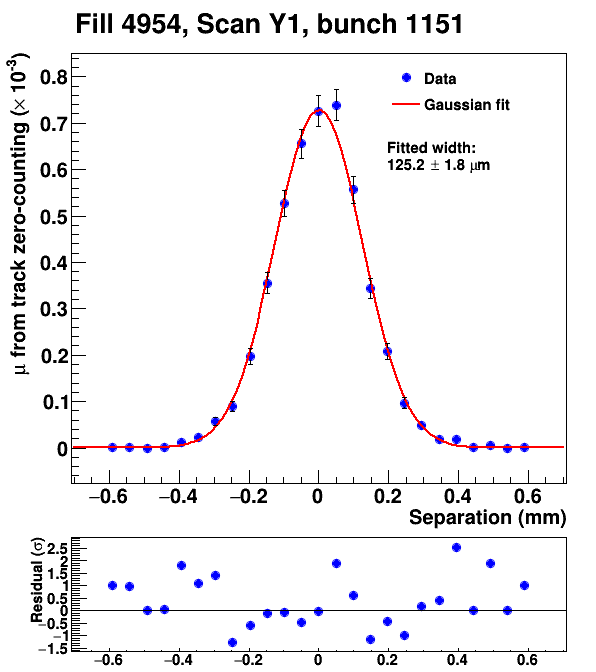 Fill 4954, Scan Y1, bunch 1151
μ from track zero-counting (× 10⁻³)
0.8
0.7
0.6
0.5
0.4
0.3
0.2
0.1
0
Data
Gaussian fit
Fitted width:
125.2 ± 1.8 μm
−0.6 −0.4 −0.2 0 0.2 0.4 0.6
Separation (mm)
Residual (σ)
2.5
2
1.5
1
0.5
0
−0.5
−1
−1.5
−0.6 −0.4 −0.2 0 0.2 0.4 0.6